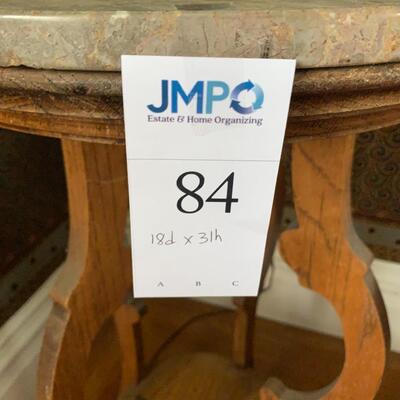 JMPO
Estate & Home Organizing
84
18d x 31h
A B C